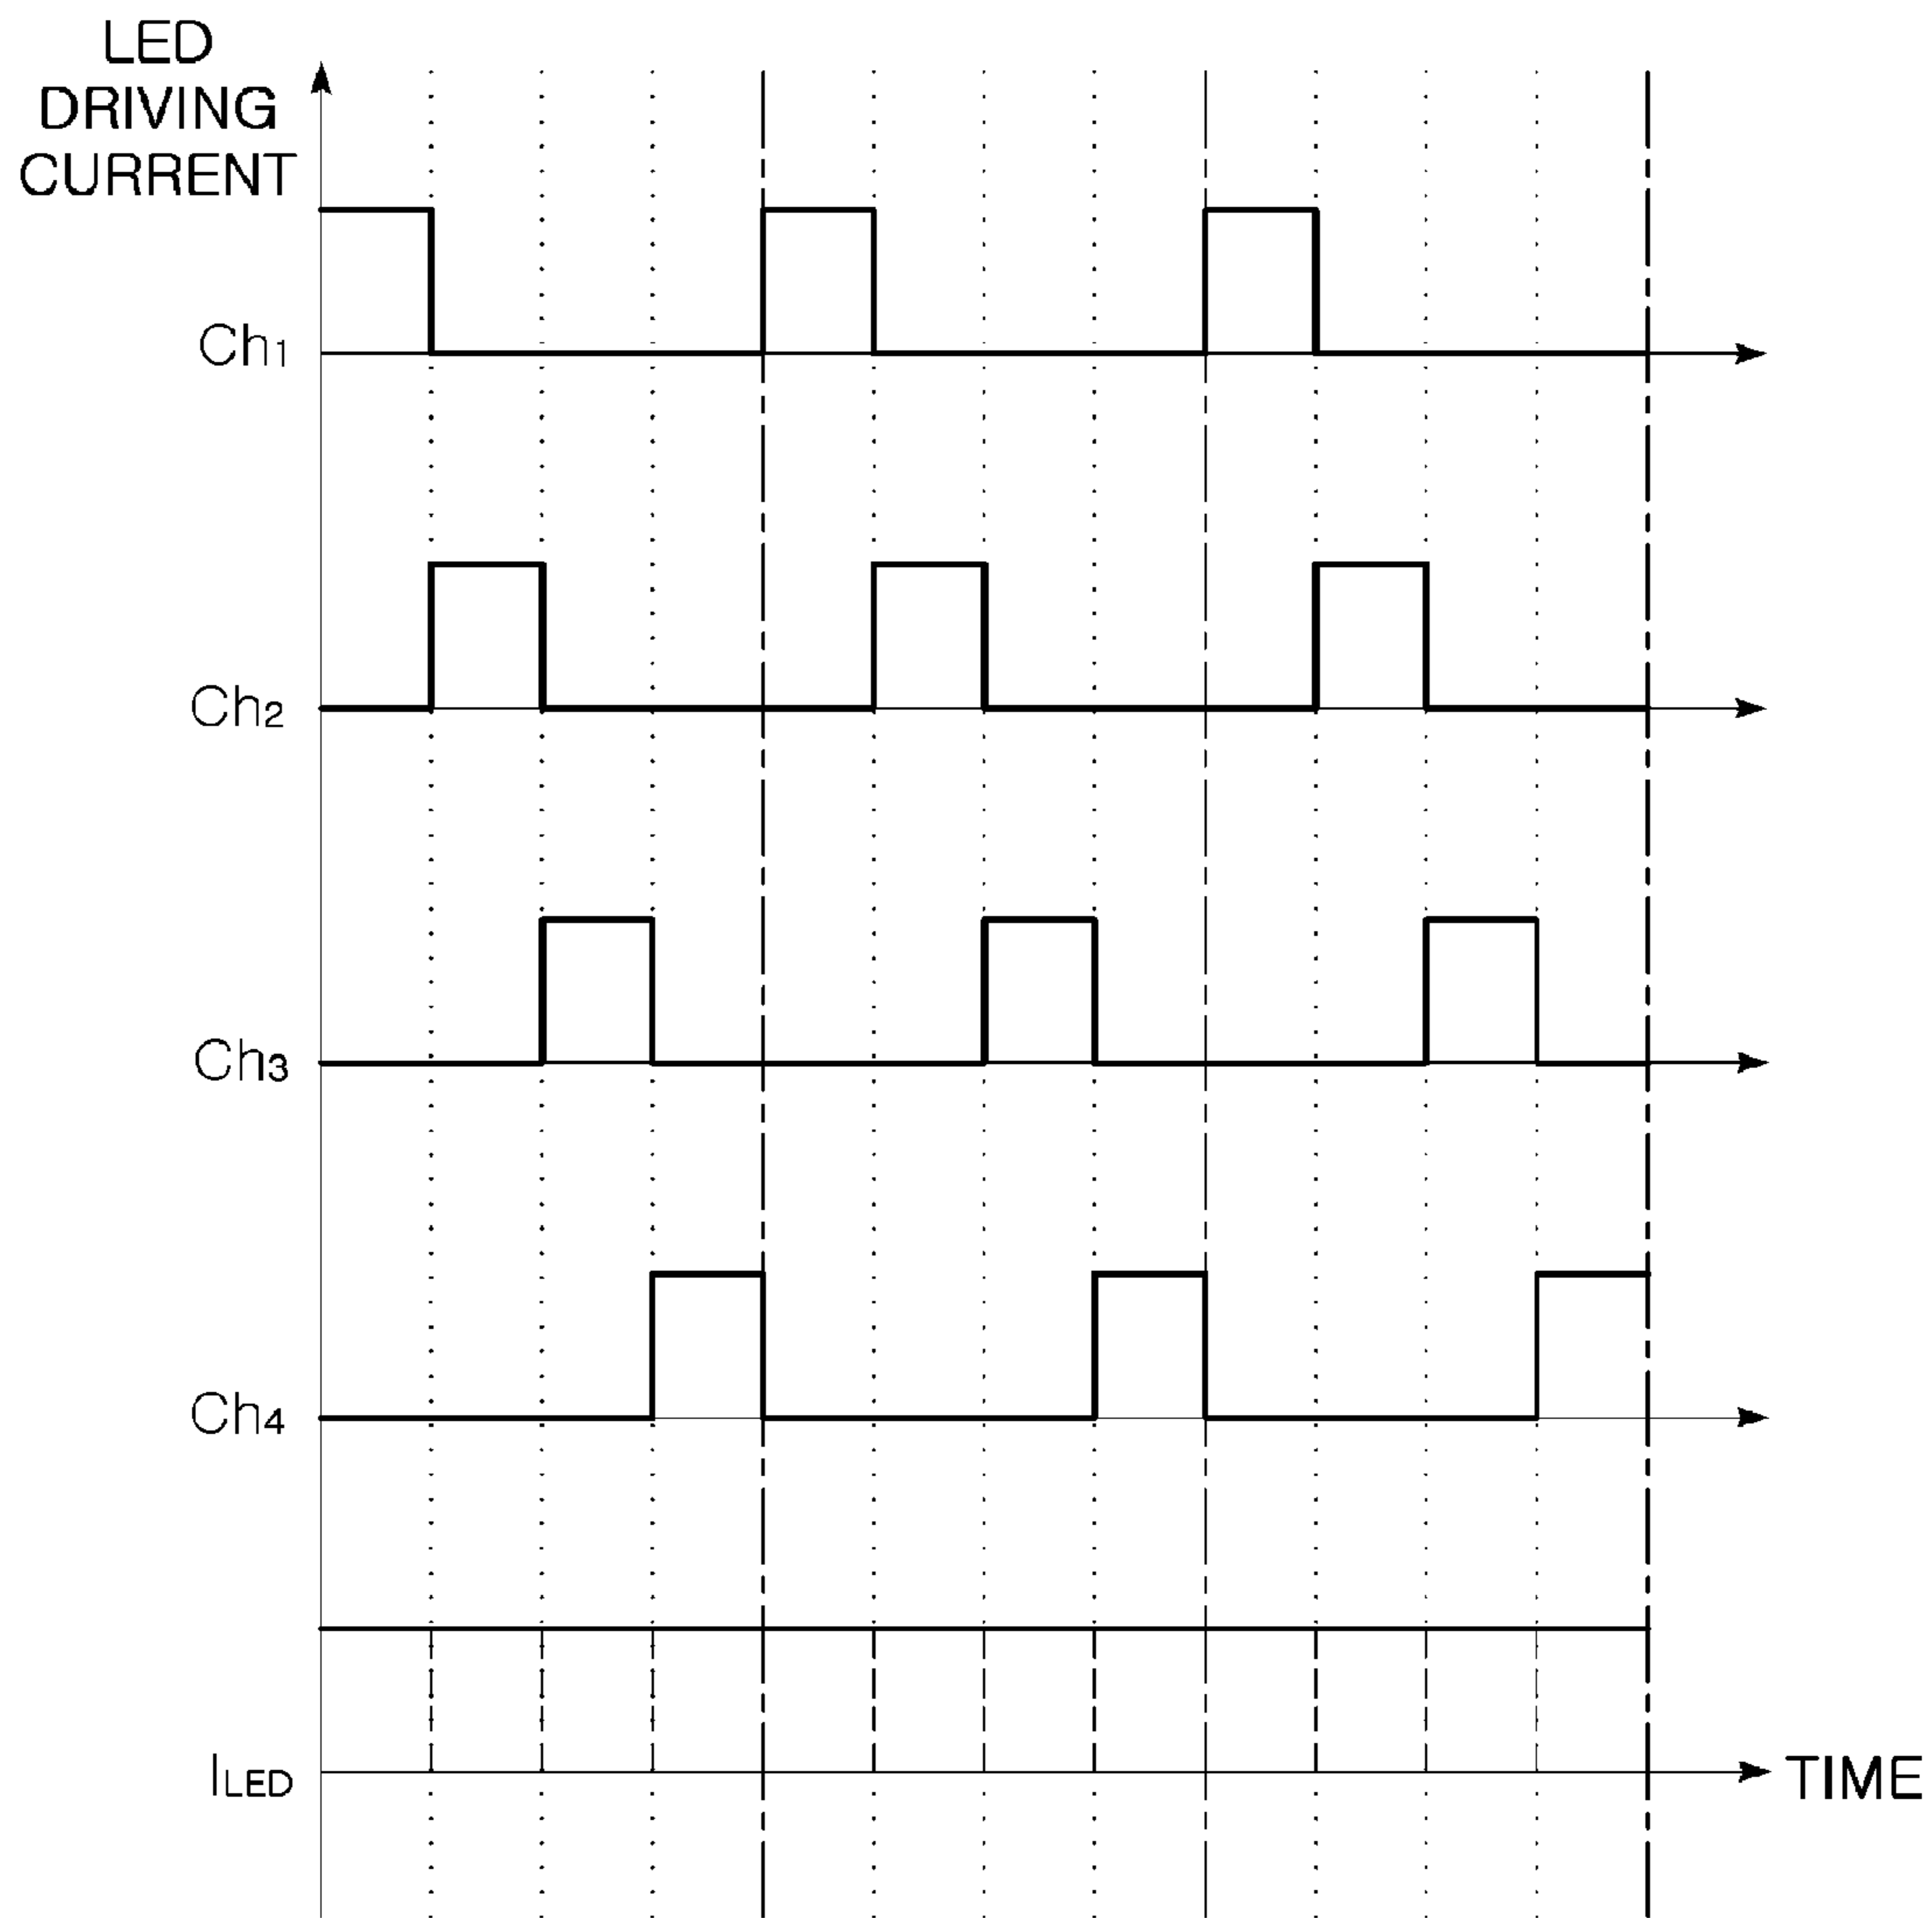 LED
DRIVING
CURRENT
Ch1
Ch2
Ch3
Ch4
ILED
TIME